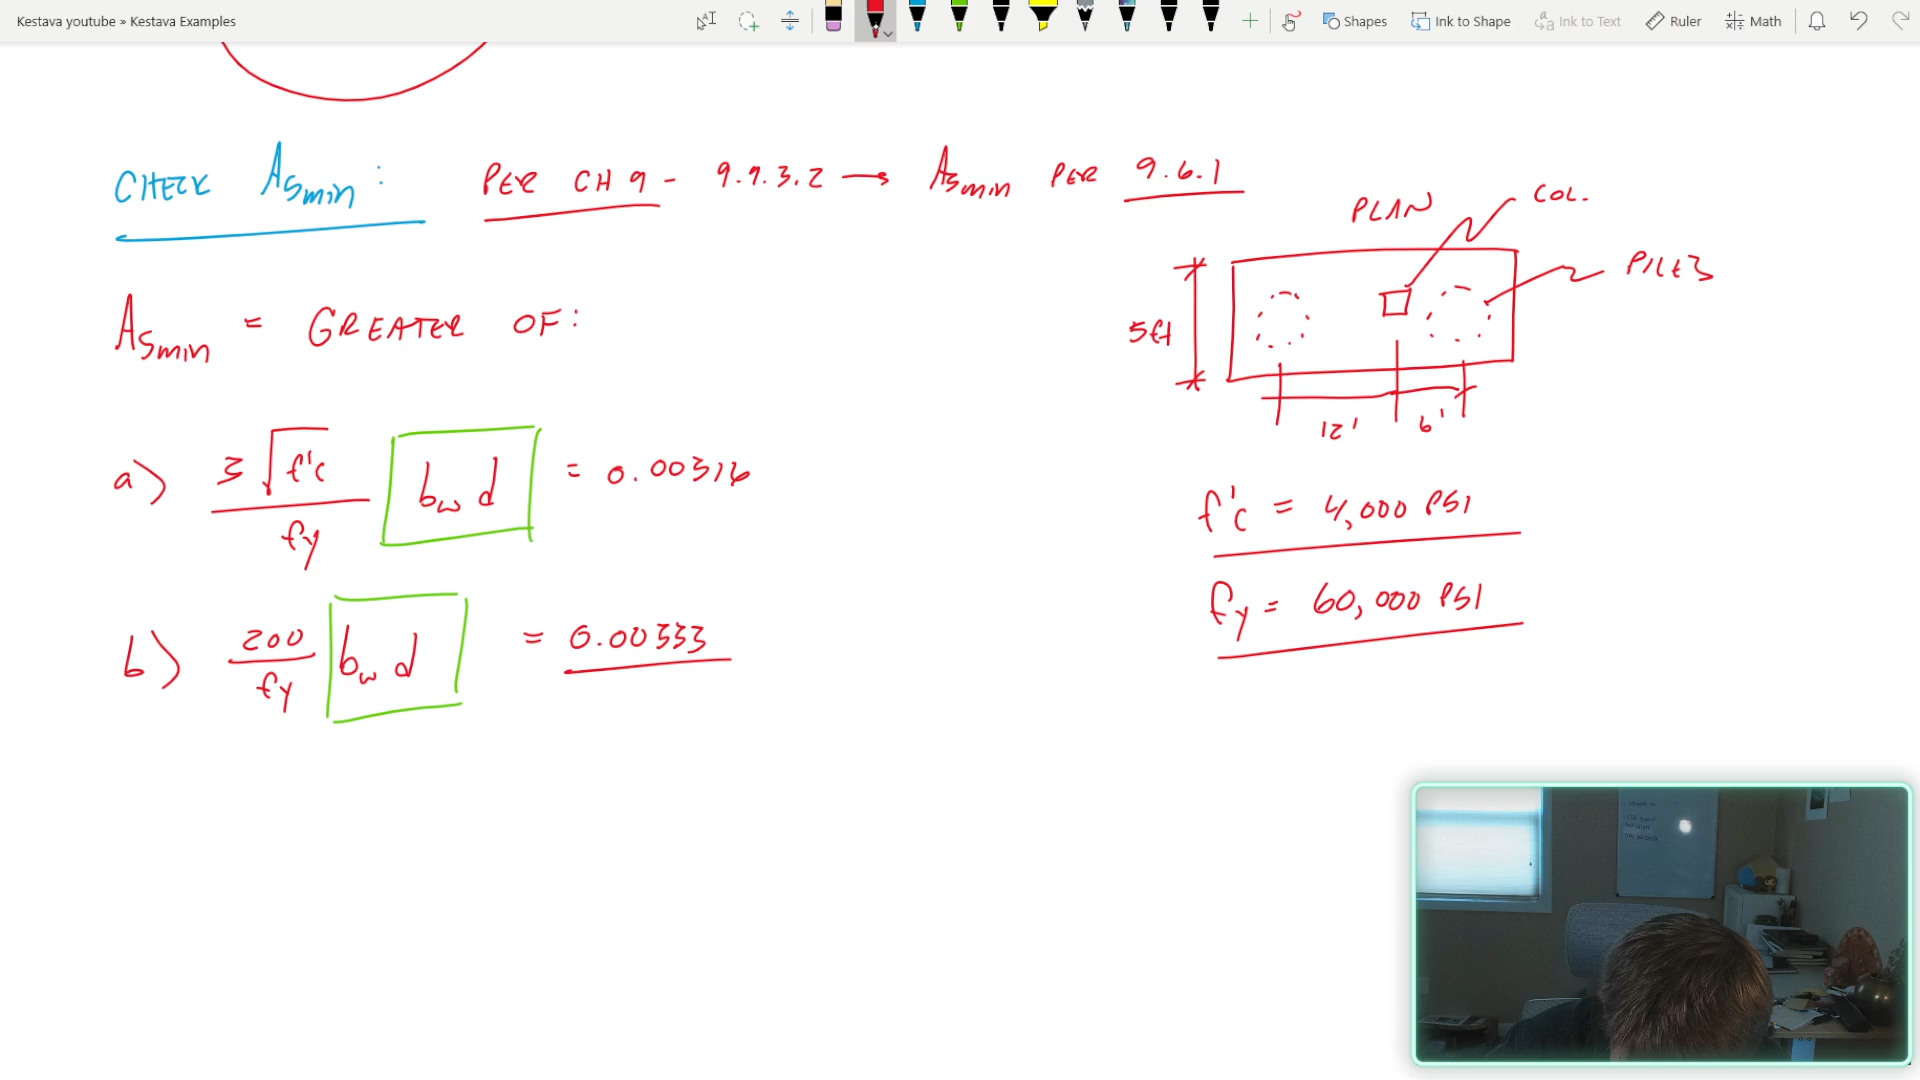 Kestava youtube » Kestava Examples
Shapes
Ink to Shape
Ink to Text
Ruler
Math
CHECK Asmin: PER CH 9 - 9.9.3.2 → Asmin PER 9.6.1
PLAN
COL.
PILES
5ft
12'
6'
Asmin = GREATER OF:
a) 3√f'c / fy bw d = 0.00316
b) 200 / fy bw d = 0.00333
f'c = 4,000 PSI
fy = 60,000 PSI